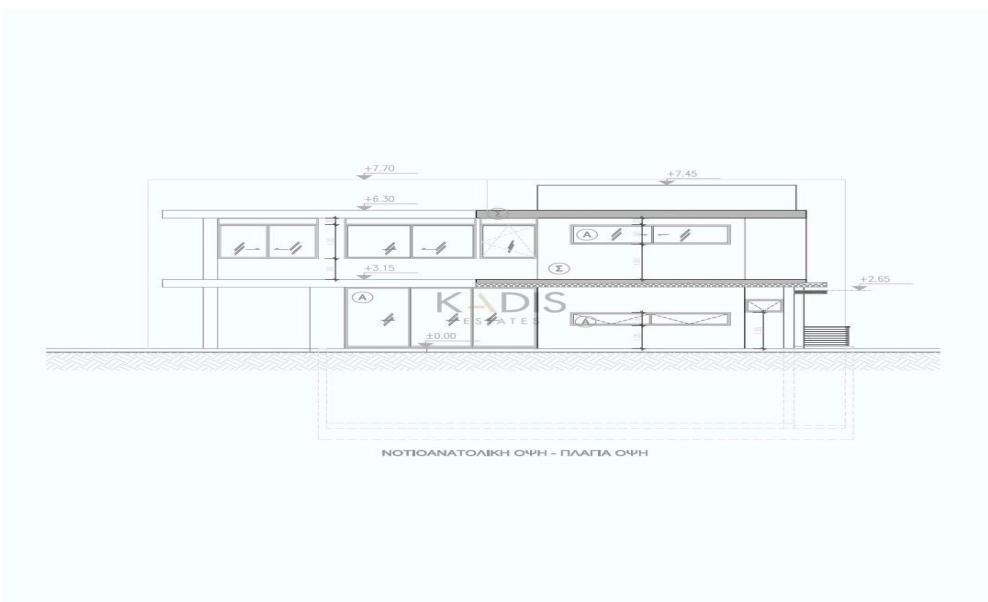 +7.70
+7.45
+6.30
Σ
A
Σ
+3.15
+2.65
A
KADIS
ESTATES
A
±0.00
ΝΟΤΙΟΑΝΑΤΟΛΙΚΗ ΟΨΗ - ΠΛΑΓΙΑ ΟΨΗ